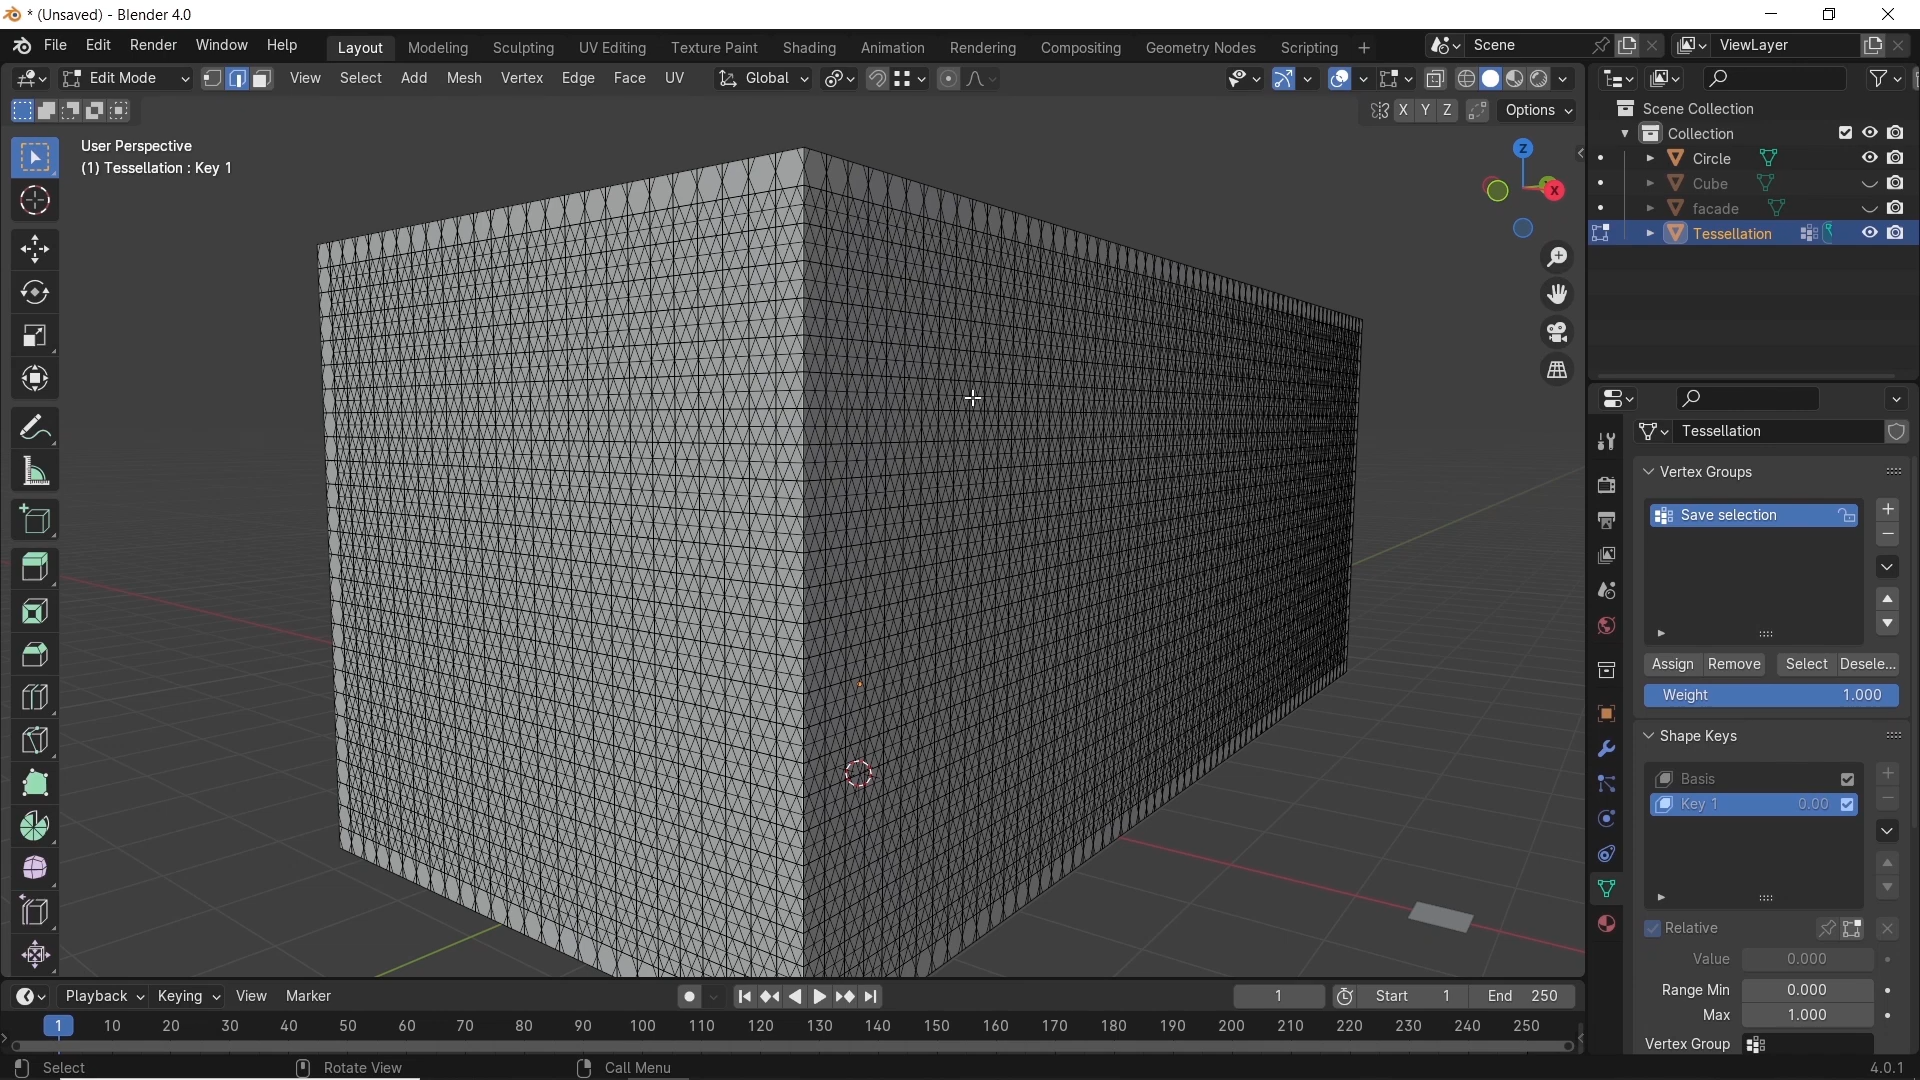 * (Unsaved) - Blender 4.0
File Edit Render Window Help Layout Modeling Sculpting UV Editing Texture Paint Shading Animation Rendering Compositing Geometry Nodes Scripting + Scene ViewLayer
Edit Mode View Select Add Mesh Vertex Edge Face UV Global
X Y Z Options
User Perspective
(1) Tessellation : Key 1
Z
X
Scene Collection
Collection
Circle
Cube
facade
Tessellation
Tessellation
Vertex Groups
Save selection
Assign Remove Select Desele...
Weight 1.000
Shape Keys
Basis
Key 1 0.00
Relative
Value 0.000
Range Min 0.000
Max 1.000
Vertex Group
Playback Keying View Marker 1 Start 1 End 250
1 10 20 30 40 50 60 70 80 90 100 110 120 130 140 150 160 170 180 190 200 210 220 230 240 250
Select Rotate View Call Menu 4.0.1